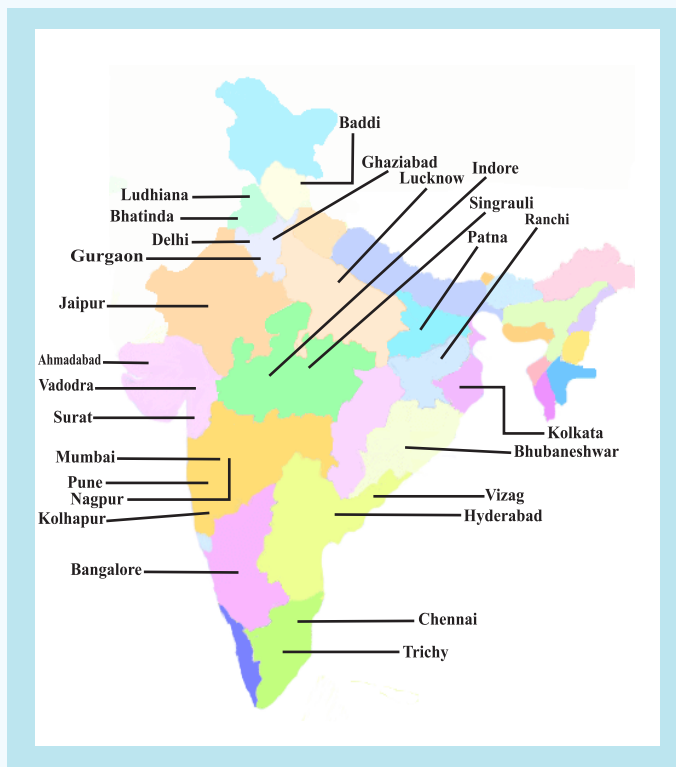 Baddi
Ghaziabad
Indore
Lucknow
Ludhiana
Singrauli
Bhatinda
Ranchi
Delhi
Patna
Gurgaon
Jaipur
Ahmadabad
Vadodra
Surat
Kolkata
Mumbai
Bhubaneshwar
Pune
Nagpur
Vizag
Kolhapur
Hyderabad
Bangalore
Chennai
Trichy